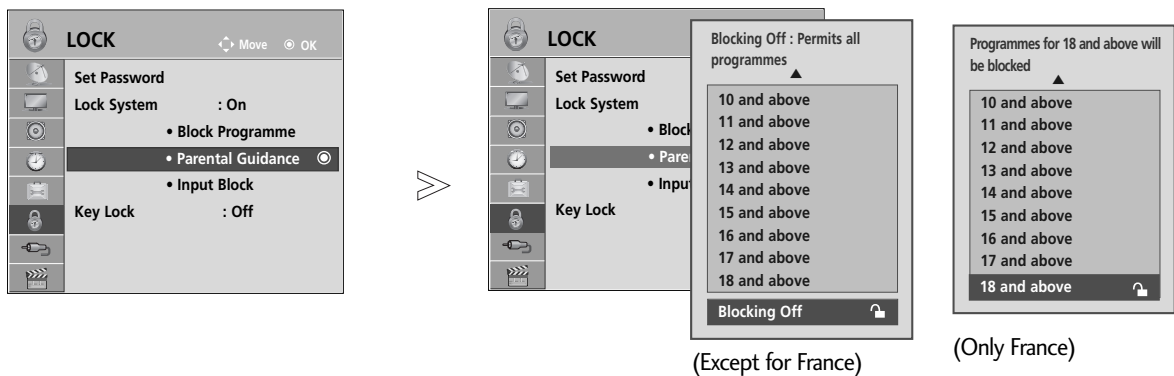 LOCK
Move OK
Set Password
Lock System : On
• Block Programme
• Parental Guidance
• Input Block
Key Lock : Off
LOCK
Set Password
Lock System
• Block
• Pare
• Inpu
Key Lock
Blocking Off : Permits all
programmes
10 and above
11 and above
12 and above
13 and above
14 and above
15 and above
16 and above
17 and above
18 and above
Blocking Off
(Except for France)
Programmes for 18 and above will
be blocked
10 and above
11 and above
12 and above
13 and above
14 and above
15 and above
16 and above
17 and above
18 and above
(Only France)